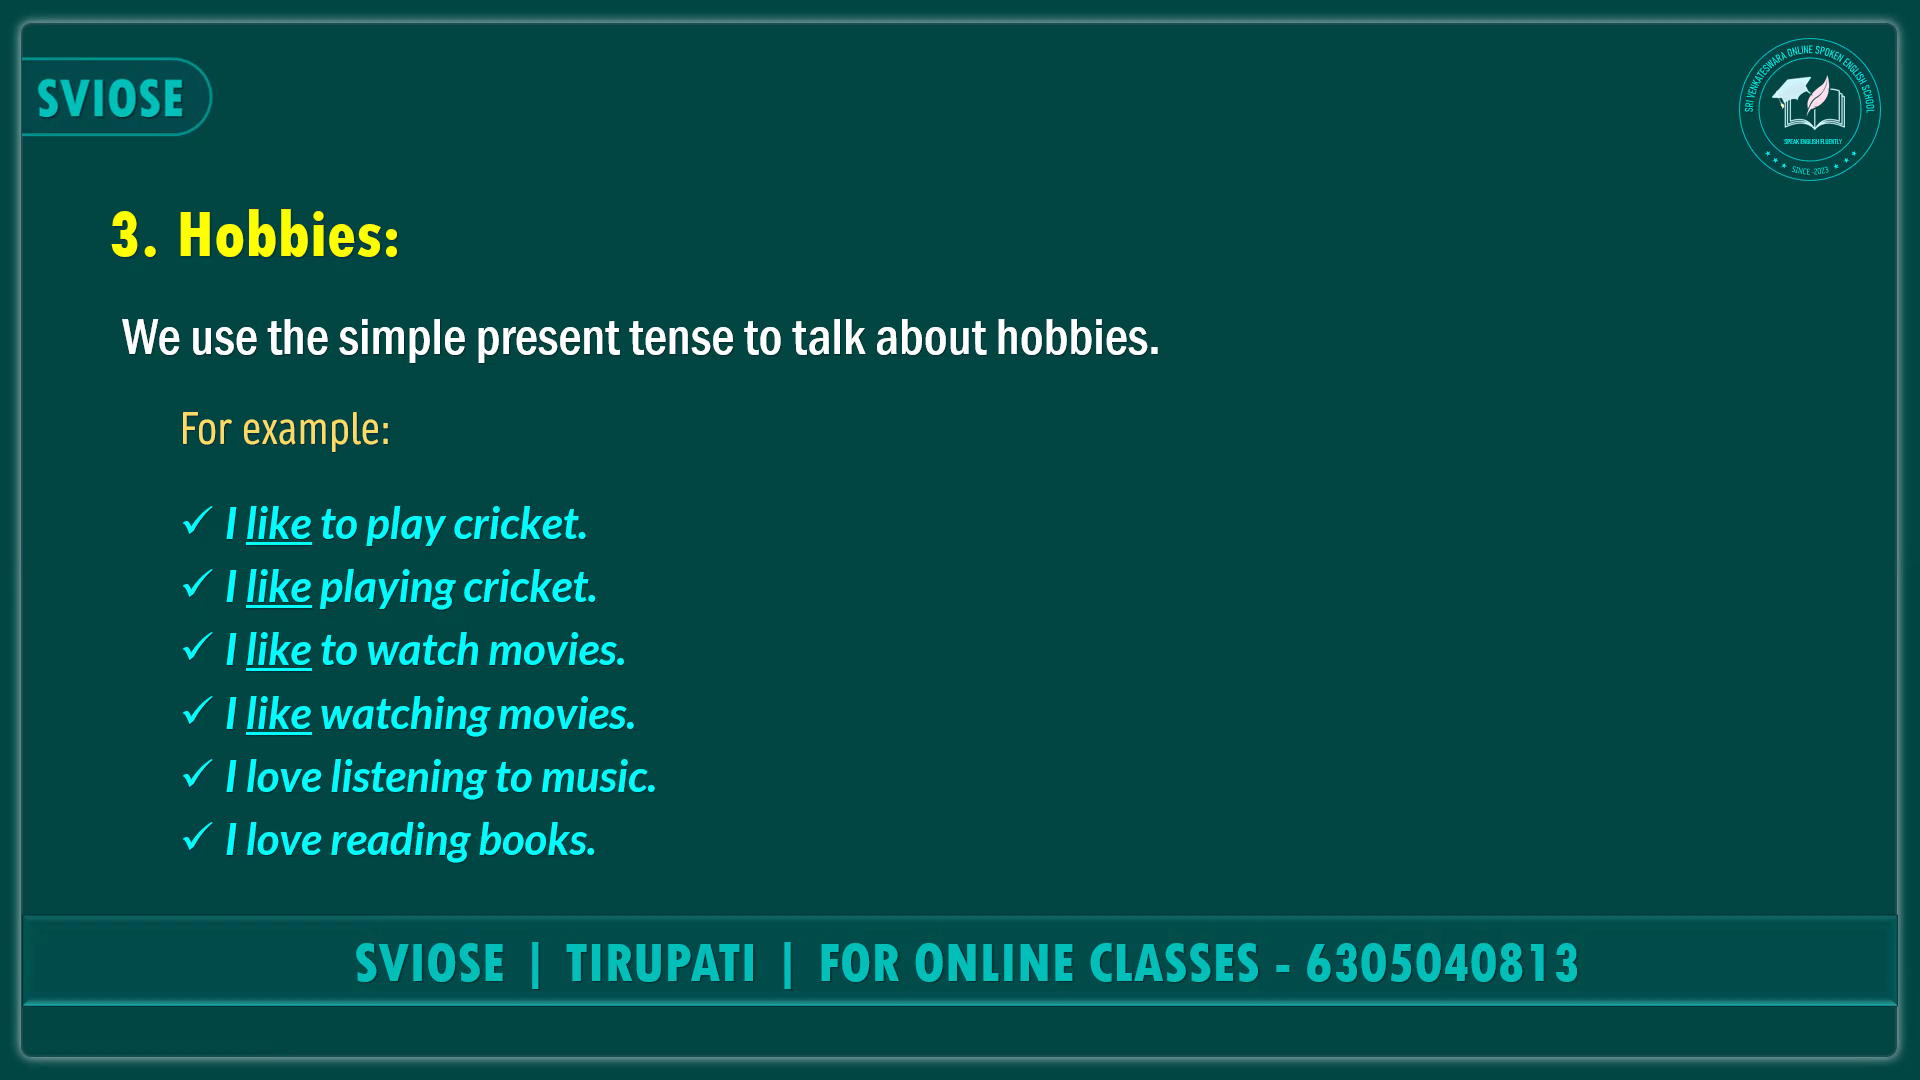 SVIOSE
SRI VENKATESWARA ONLINE SPOKEN ENGLISH SCHOOL
SPEAK ENGLISH FLUENTLY
SINCE -2023
3. Hobbies:
We use the simple present tense to talk about hobbies.
For example:
✓ I like to play cricket.
✓ I like playing cricket.
✓ I like to watch movies.
✓ I like watching movies.
✓ I love listening to music.
✓ I love reading books.
SVIOSE | TIRUPATI | FOR ONLINE CLASSES - 6305040813